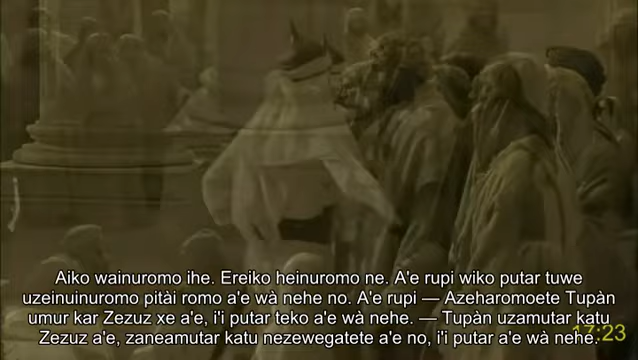 Aiko wainuromo ihe. Ereiko heinuromo ne. A'e rupi wiko putar tuwe
uzeinuinuromo pitài romo a'e wà nehe no. A'e rupi — Azeharomoete Tupàn
umur kar Zezuz xe a'e, i'i putar teko a'e wà nehe. — Tupàn uzamutar katu
Zezuz a'e, zaneamutar katu nezewegatete a'e no, i'i putar a'e wà nehe.
17:23